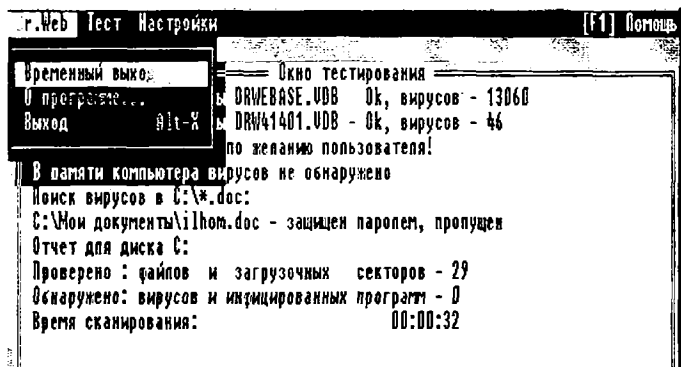 r.Web Тест Настройки [F1] Помощь
Временный выход
Окно тестирования
О программе...
ы DRWEBASE.VDB Ok, вирусов - 13060
Выход Alt-X
ы DRW41401.VDB - Ok, вирусов - 46
по желанию пользователя!
В памяти компьютера вирусов не обнаружено
Поиск вирусов в C:\*.doc:
C:\Мои документы\ilhom.doc - защищен паролем, пропущен
Отчет для диска C:
Проверено : файлов и загрузочных секторов - 29
Обнаружено: вирусов и инфицированных программ - 0
Время сканирования: 00:00:32